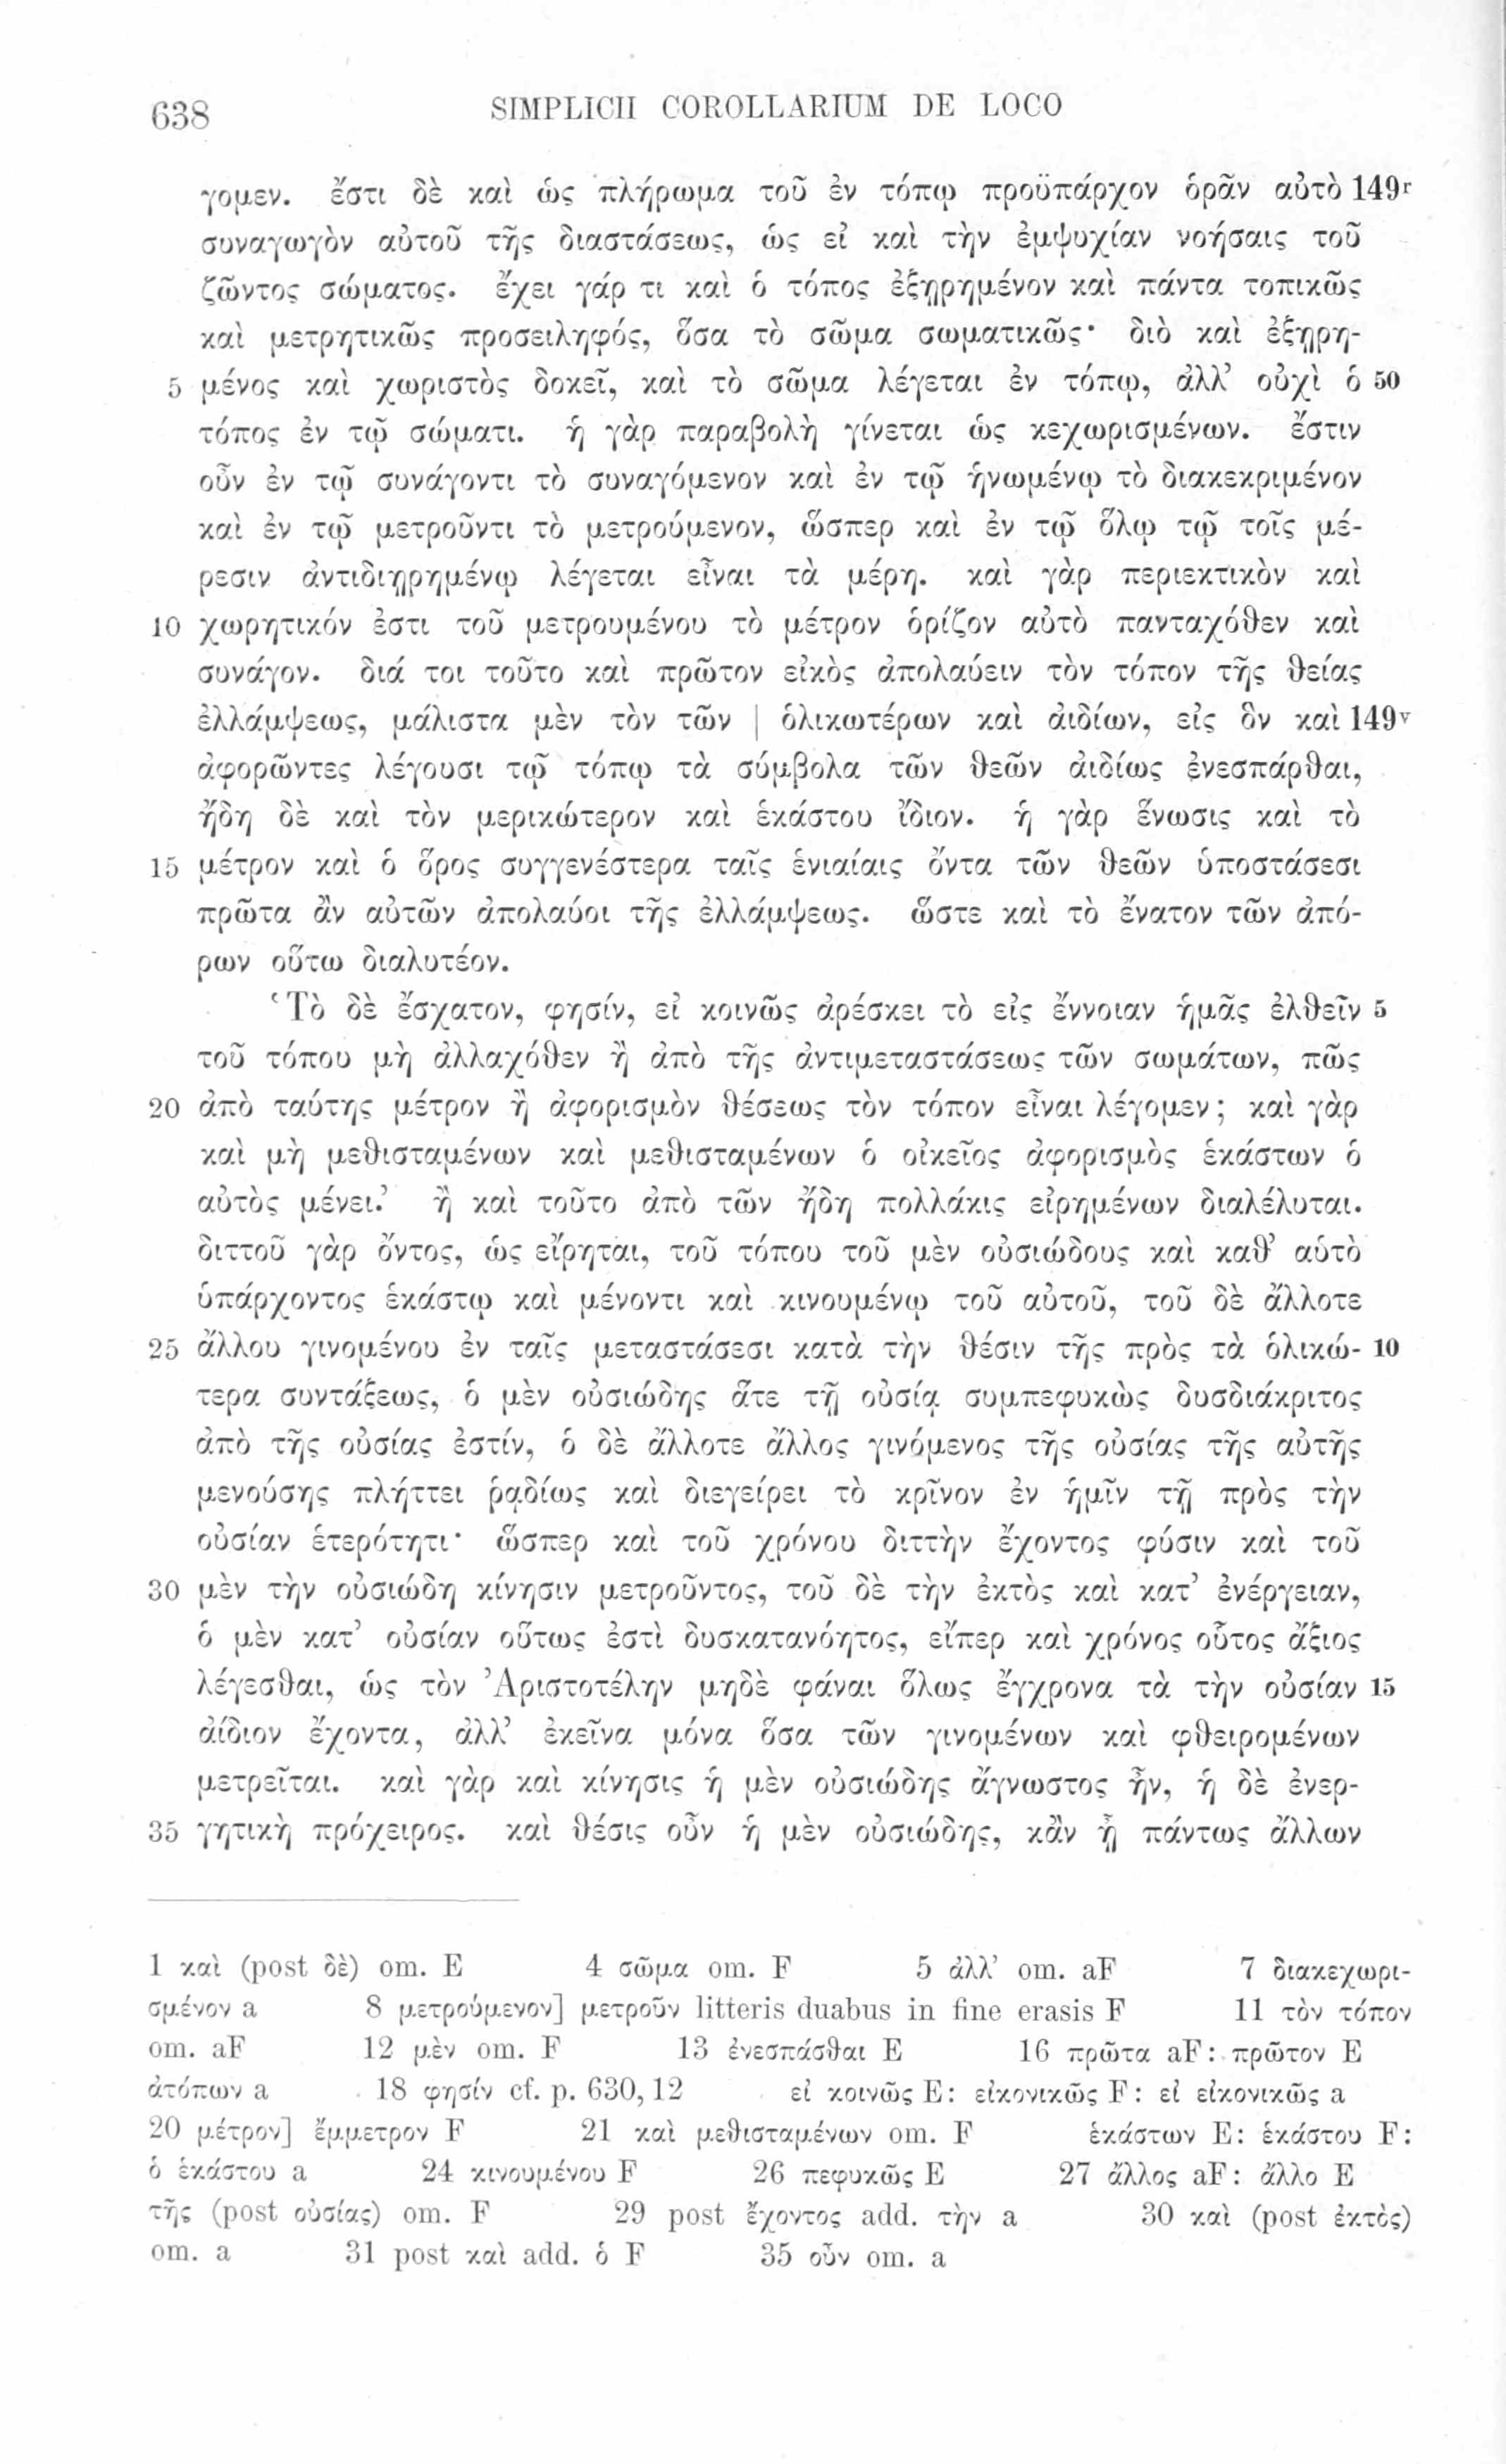 638 SIMPLICII COROLLARIUM DE LOCO
γομεν. ἔστι δὲ καὶ ὡς πλήρωμα τοῦ ἐν τόπῳ προϋπάρχον ὁρᾶν αὐτὸ 149r
συναγωγὸν αὐτοῦ τῆς διαστάσεως, ὡς εἰ καὶ τὴν ἐμψυχίαν νοήσαις τοῦ
ζῶντος σώματος. ἔχει γάρ τι καὶ ὁ τόπος ἐξῃρημένον καὶ πάντα τοπικῶς
καὶ μετρητικῶς προσειληφός, ὅσα τὸ σῶμα σωματικῶς· διὸ καὶ ἐξῃρη-
5 μένος καὶ χωριστὸς δοκεῖ, καὶ τὸ σῶμα λέγεται ἐν τόπῳ, ἀλλ’ οὐχὶ ὁ 50
τόπος ἐν τῷ σώματι. ἡ γὰρ παραβολὴ γίνεται ὡς κεχωρισμένων. ἔστιν
οὖν ἐν τῷ συνάγοντι τὸ συναγόμενον καὶ ἐν τῷ ἡνωμένῳ τὸ διακεκριμένον
καὶ ἐν τῷ μετροῦντι τὸ μετρούμενον, ὥσπερ καὶ ἐν τῷ ὅλῳ τῷ τοῖς μέ-
ρεσιν ἀντιδιῃρημένῳ λέγεται εἶναι τὰ μέρη. καὶ γὰρ περιεκτικὸν καὶ
10 χωρητικόν ἐστι τοῦ μετρουμένου τὸ μέτρον ὁρίζον αὐτὸ πανταχόθεν καὶ
συνάγον. διά τοι τοῦτο καὶ πρῶτον εἰκὸς ἀπολαύειν τὸν τόπον τῆς θείας
ἐλλάμψεως, μάλιστα μὲν τὸν τῶν | ὁλικωτέρων καὶ ἀιδίων, εἰς ὃν καὶ 149v
ἀφορῶντες λέγουσι τῷ τόπῳ τὰ σύμβολα τῶν θεῶν ἀιδίως ἐνεσπάρθαι,
ἤδη δὲ καὶ τὸν μερικώτερον καὶ ἑκάστου ἴδιον. ἡ γὰρ ἕνωσις καὶ τὸ
15 μέτρον καὶ ὁ ὅρος συγγενέστερα ταῖς ἑνιαίαις ὄντα τῶν θεῶν ὑποστάσεσι
πρῶτα ἂν αὐτῶν ἀπολαύοι τῆς ἐλλάμψεως. ὥστε καὶ τὸ ἔνατον τῶν ἀπό-
ρων οὕτω διαλυτέον.
‘Τὸ δὲ ἔσχατον, φησίν, εἰ κοινῶς ἀρέσκει τὸ εἰς ἔννοιαν ἡμᾶς ἐλθεῖν 5
τοῦ τόπου μὴ ἀλλαχόθεν ἢ ἀπὸ τῆς ἀντιμεταστάσεως τῶν σωμάτων, πῶς
20 ἀπὸ ταύτης μέτρον ἢ ἀφορισμὸν θέσεως τὸν τόπον εἶναι λέγομεν; καὶ γὰρ
καὶ μὴ μεθισταμένων καὶ μεθισταμένων ὁ οἰκεῖος ἀφορισμὸς ἑκάστων ὁ
αὐτὸς μένει.’ ἢ καὶ τοῦτο ἀπὸ τῶν ἤδη πολλάκις εἰρημένων διαλέλυται.
διττοῦ γὰρ ὄντος, ὡς εἴρηται, τοῦ τόπου τοῦ μὲν οὐσιώδους καὶ καθ’ αὑτὸ
ὑπάρχοντος ἑκάστῳ καὶ μένοντι καὶ κινουμένῳ τοῦ αὐτοῦ, τοῦ δὲ ἄλλοτε
25 ἄλλου γινομένου ἐν ταῖς μεταστάσεσι κατὰ τὴν θέσιν τῆς πρὸς τὰ ὁλικώ- 10
τερα συντάξεως, ὁ μὲν οὐσιώδης ἅτε τῇ οὐσίᾳ συμπεφυκὼς δυσδιάκριτος
ἀπὸ τῆς οὐσίας ἐστίν, ὁ δὲ ἄλλοτε ἄλλος γινόμενος τῆς οὐσίας τῆς αὐτῆς
μενούσης πλήττει ῥᾳδίως καὶ διεγείρει τὸ κρῖνον ἐν ἡμῖν τῇ πρὸς τὴν
οὐσίαν ἑτερότητι· ὥσπερ καὶ τοῦ χρόνου διττὴν ἔχοντος φύσιν καὶ τοῦ
30 μὲν τὴν οὐσιώδη κίνησιν μετροῦντος, τοῦ δὲ τὴν ἐκτὸς καὶ κατ’ ἐνέργειαν,
ὁ μὲν κατ’ οὐσίαν οὕτως ἐστὶ δυσκατανόητος, εἴπερ καὶ χρόνος οὗτος ἄξιος
λέγεσθαι, ὡς τὸν Ἀριστοτέλην μηδὲ φάναι ὅλως ἔγχρονα τὰ τὴν οὐσίαν 15
ἀίδιον ἔχοντα, ἀλλ’ ἐκεῖνα μόνα ὅσα τῶν γινομένων καὶ φθειρομένων
μετρεῖται. καὶ γὰρ καὶ κίνησις ἡ μὲν οὐσιώδης ἄγνωστος ἦν, ἡ δὲ ἐνερ-
35 γητικὴ πρόχειρος. καὶ θέσις οὖν ἡ μὲν οὐσιώδης, κἂν ᾖ πάντως ἄλλων
1 καὶ (post δὲ) om. E 4 σῶμα om. F 5 ἀλλ’ om. aF 7 διακεχωρι-
σμένον a 8 μετρούμενον] μετροῦν litteris duabus in fine erasis F 11 τὸν τόπον
om. aF 12 μὲν om. F 13 ἐνεσπάσθαι E 16 πρῶτα aF: πρῶτον E
ἀτόπων a 18 φησίν cf. p. 630,12 εἰ κοινῶς E: εἰκονικῶς F: εἰ εἰκονικῶς a
20 μέτρον] ἔμμετρον F 21 καὶ μεθισταμένων om. F ἑκάστων E: ἑκάστου F:
ὁ ἑκάστου a 24 κινουμένου F 26 πεφυκῶς E 27 ἄλλος aF: ἄλλο E
τῆς (post οὐσίας) om. F 29 post ἔχοντος add. τὴν a 30 καὶ (post ἐκτὸς)
om. a 31 post καὶ add. ὁ F 35 οὖν om. a